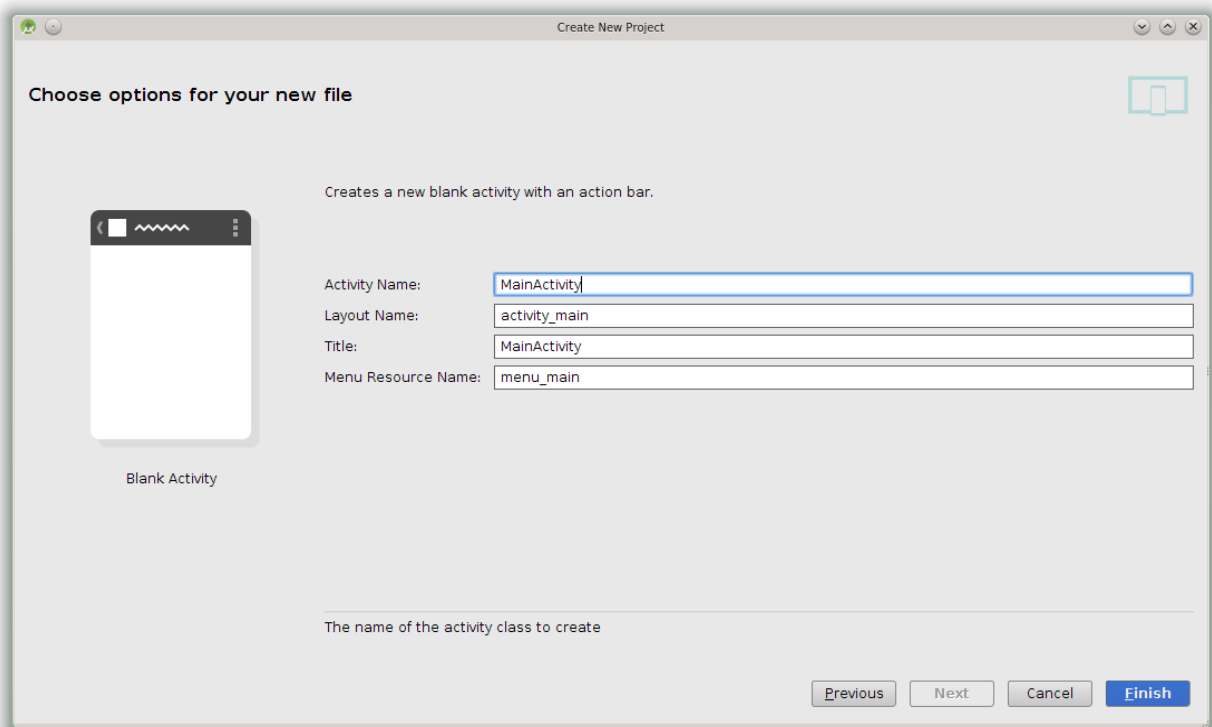 Create New Project
Choose options for your new file
Creates a new blank activity with an action bar.
Activity Name: MainActivity
Layout Name: activity_main
Title: MainActivity
Menu Resource Name: menu_main
Blank Activity
The name of the activity class to create
Previous Next Cancel Finish